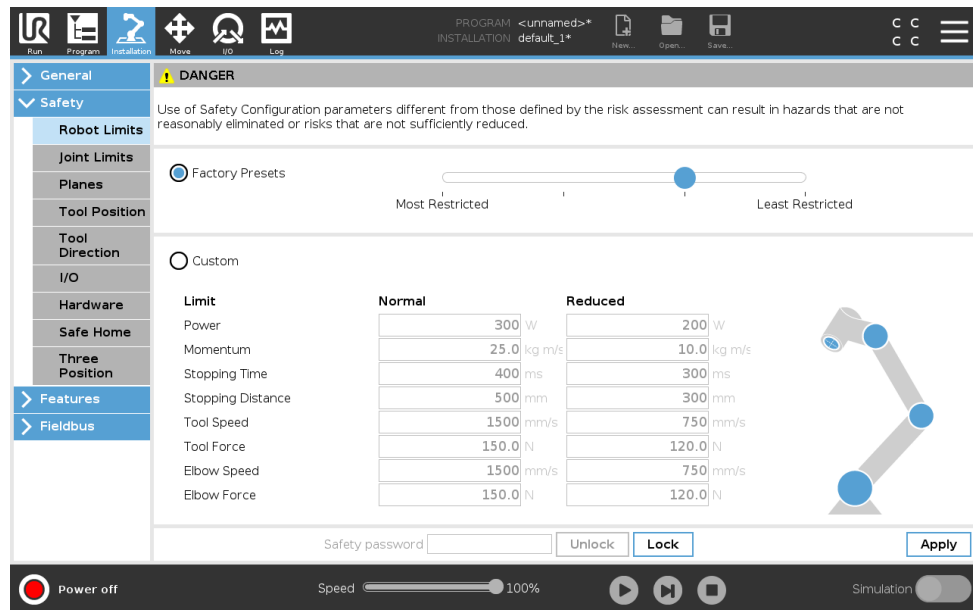 PROGRAM <unnamed>*
INSTALLATION default_1*
UR
Run Program Installation Move I/O Log New... Open... Save...
C C
C C
General
Safety
Robot Limits
Joint Limits
Planes
Tool Position
Tool
Direction
I/O
Hardware
Safe Home
Three
Position
Features
Fieldbus
DANGER
Use of Safety Configuration parameters different from those defined by the risk assessment can result in hazards that are not
reasonably eliminated or risks that are not sufficiently reduced.
Factory Presets
Most Restricted Least Restricted
Custom
Limit Normal Reduced
Power 300 W 200 W
Momentum 25.0 kg m/s 10.0 kg m/s
Stopping Time 400 ms 300 ms
Stopping Distance 500 mm 300 mm
Tool Speed 1500 mm/s 750 mm/s
Tool Force 150.0 N 120.0 N
Elbow Speed 1500 mm/s 750 mm/s
Elbow Force 150.0 N 120.0 N
Safety password Unlock Lock Apply
Power off Speed 100% Simulation